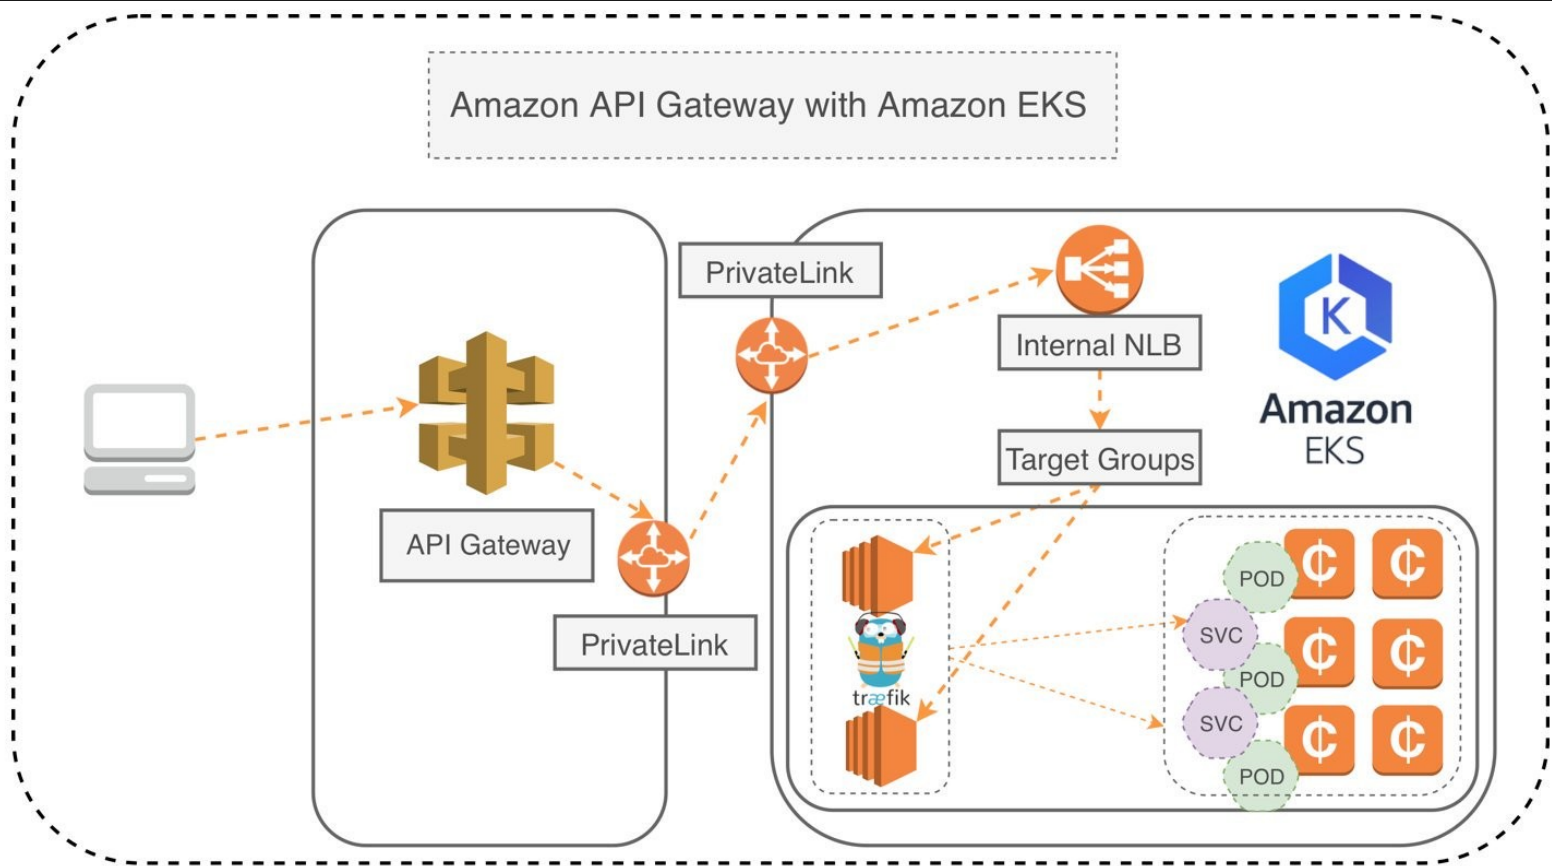 Amazon API Gateway with Amazon EKS
PrivateLink
Internal NLB
K
Amazon
EKS
Target Groups
API Gateway
PrivateLink
træfik
POD
SVC
POD
SVC
POD
₵
₵
₵
₵
₵
₵